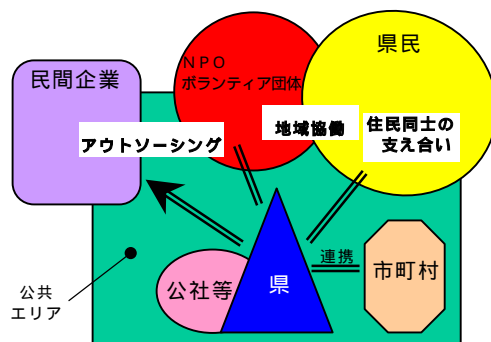 県民
民間企業
NPO
ボランティア団体
地域協働
住民同士の
支え合い
アウトソーシング
連携
市町村
県
公社等
公共
エリア